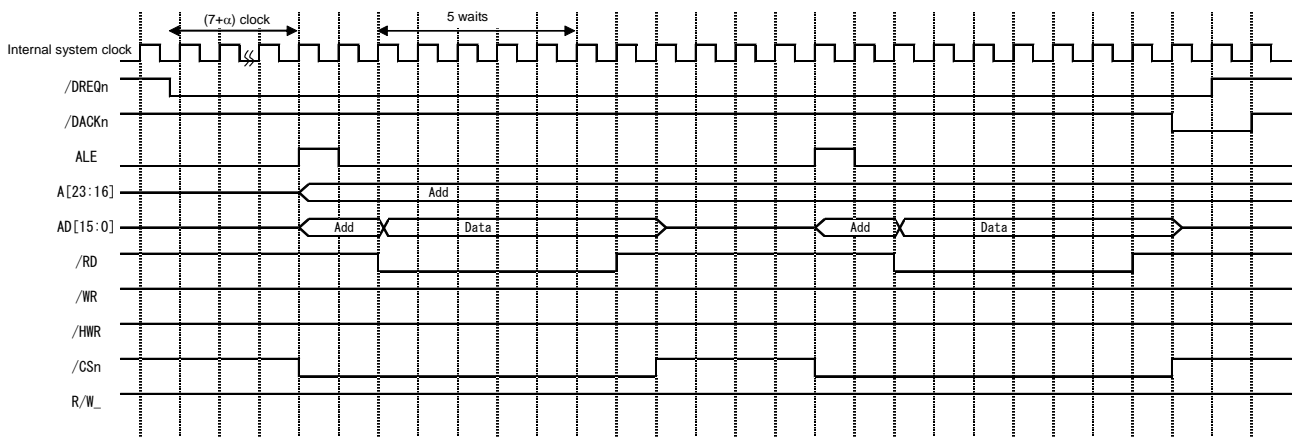 (7+α) clock
5 waits
Internal system clock
/DREQn
/DACKn
ALE
A[23:16]
Add
AD[15:0]
Add
Data
Add
Data
/RD
/WR
/HWR
/CSn
R/W_